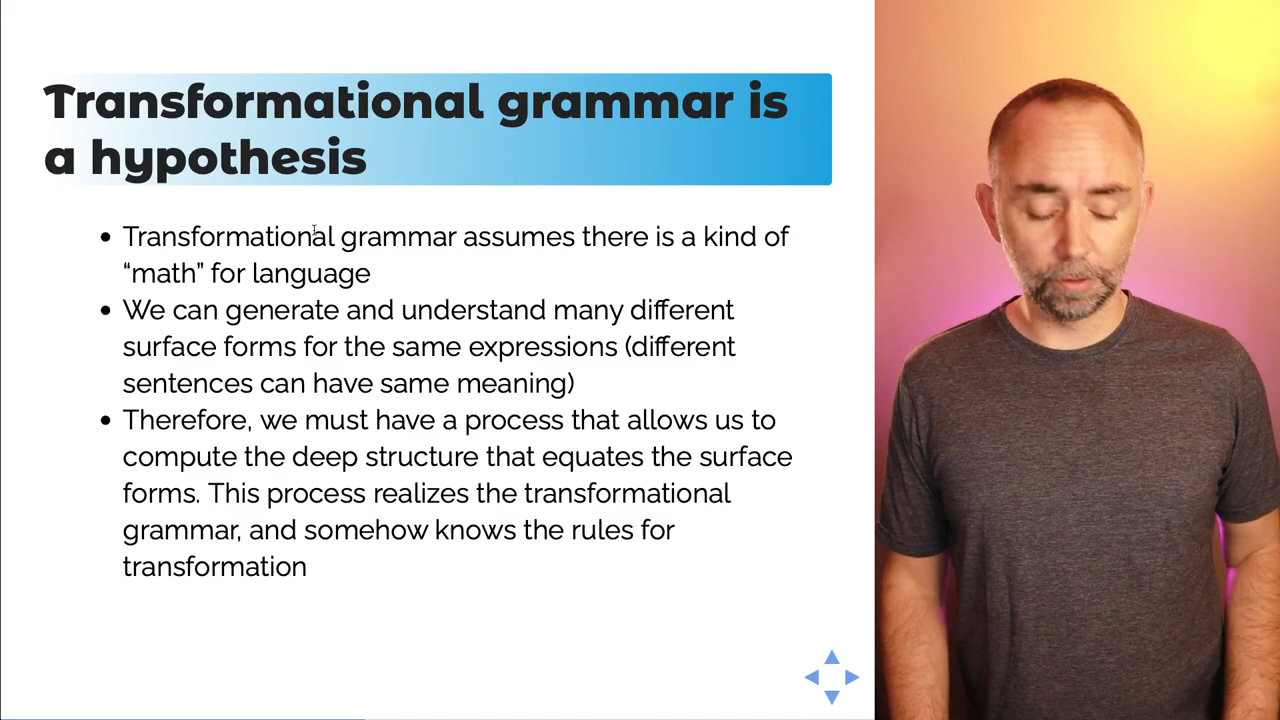 Transformational grammar is
a hypothesis
Transformational grammar assumes there is a kind of
“math” for language
We can generate and understand many different
surface forms for the same expressions (different
sentences can have same meaning)
Therefore, we must have a process that allows us to
compute the deep structure that equates the surface
forms. This process realizes the transformational
grammar, and somehow knows the rules for
transformation